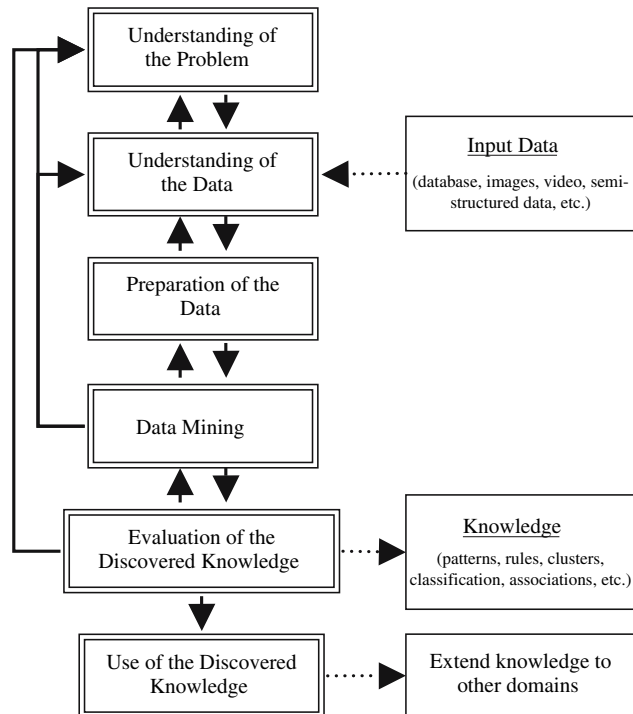 Understanding of
the Problem
Understanding of
the Data
Input Data
(database, images, video, semi-
structured data, etc.)
Preparation of the
Data
Data Mining
Evaluation of the
Discovered Knowledge
Knowledge
(patterns, rules, clusters,
classification, associations, etc.)
Use of the Discovered
Knowledge
Extend knowledge to
other domains